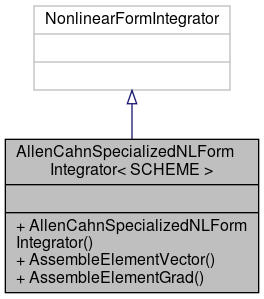 NonlinearFormIntegrator
AllenCahnSpecializedNLForm
Integrator< SCHEME >
+ AllenCahnSpecializedNLForm
Integrator()
+ AssembleElementVector()
+ AssembleElementGrad()